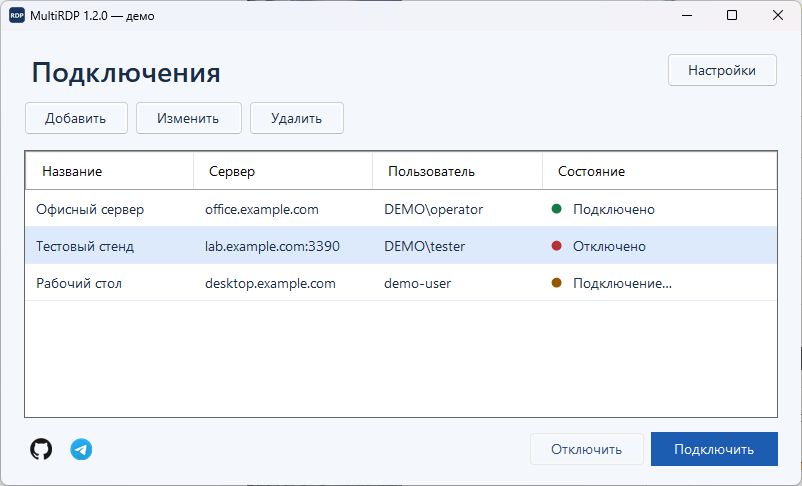 RDP MultiRDP 1.2.0 — демо
Подключения
Настройки
Добавить Изменить Удалить
Название Сервер Пользователь Состояние
Офисный сервер office.example.com DEMO\operator Подключено
Тестовый стенд lab.example.com:3390 DEMO\tester Отключено
Рабочий стол desktop.example.com demo-user Подключение...
Отключить Подключить